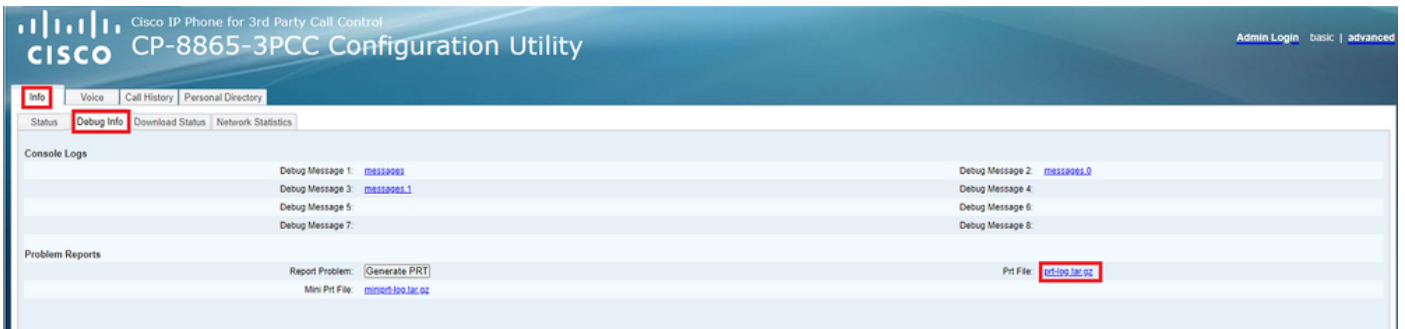 Cisco IP Phone for 3rd Party Call Control
CISCO CP-8865-3PCC Configuration Utility
Admin Login basic | advanced
Info Voice Call History Personal Directory
Status Debug Info Download Status Network Statistics
Console Logs
Debug Message 1: messages Debug Message 2: messages.0
Debug Message 3: messages.1 Debug Message 4:
Debug Message 5: Debug Message 6:
Debug Message 7: Debug Message 8:
Problem Reports
Report Problem: Generate PRT Prt File: prt-log.tar.gz
Mini Prt File: miniprt-log.tar.gz